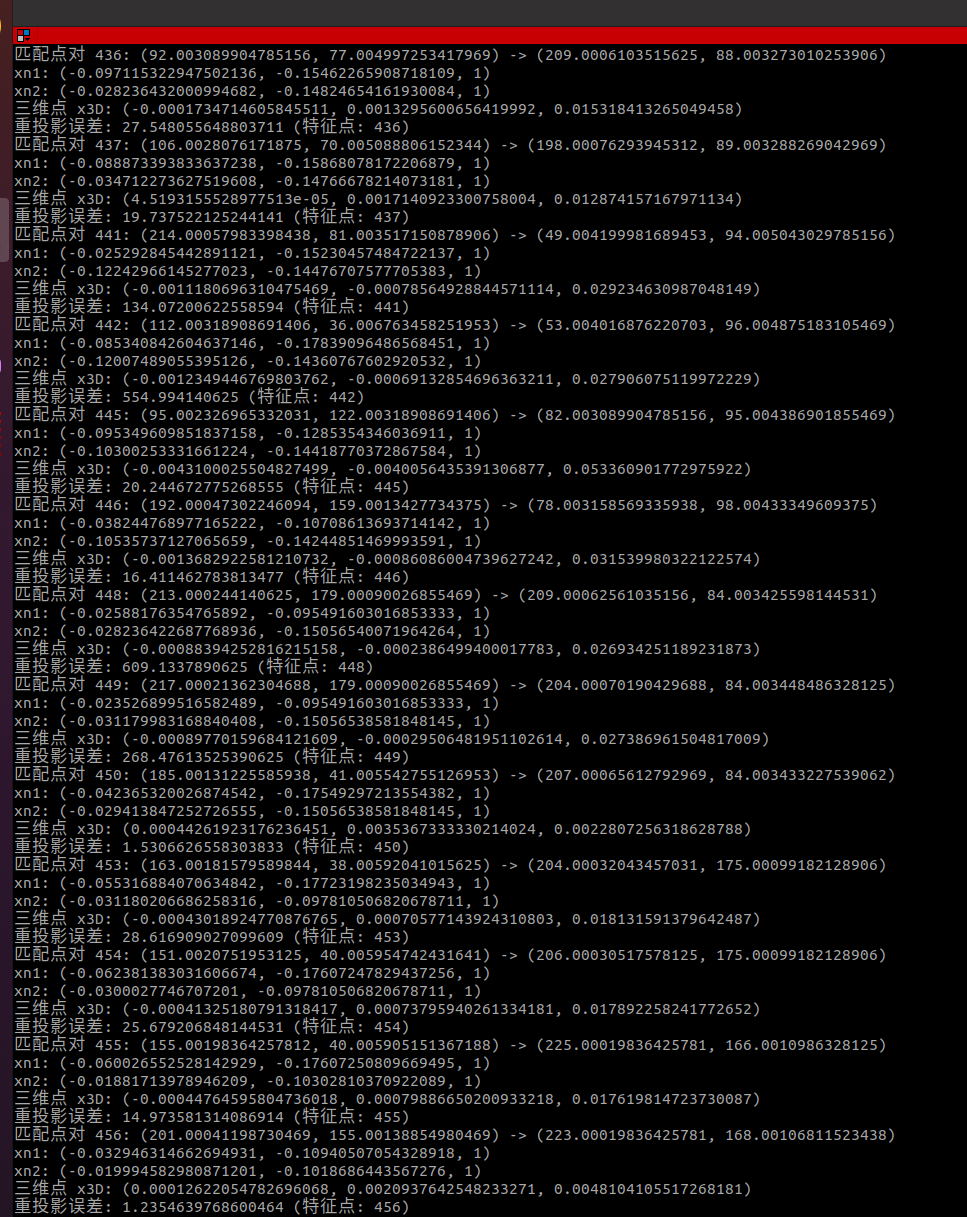 匹配点对 436: (92.003089904785156, 77.004997253417969) -> (209.0006103515625, 88.003273010253906)
xn1: (-0.097115322947502136, -0.15462265908718109, 1)
xn2: (-0.028236432000994682, -0.14824654161930084, 1)
三维点 x3D: (-0.0001734714605845511, 0.0013295600656419992, 0.015318413265049458)
重投影误差: 27.548055648803711 (特征点: 436)
匹配点对 437: (106.0028076171875, 70.005088806152344) -> (198.00076293945312, 89.003288269042969)
xn1: (-0.088873393833637238, -0.15868078172206879, 1)
xn2: (-0.034712273627519608, -0.14766678214073181, 1)
三维点 x3D: (4.5193155528977513e-05, 0.0017140923300758004, 0.012874157167971134)
重投影误差: 19.737522125244141 (特征点: 437)
匹配点对 441: (214.00057983398438, 81.003517150878906) -> (49.004199981689453, 94.005043029785156)
xn1: (-0.025292845442891121, -0.15230457484722137, 1)
xn2: (-0.12242966145277023, -0.14476707577705383, 1)
三维点 x3D: (-0.0011180696310475469, -0.00078564928844571114, 0.029234630987048149)
重投影误差: 134.07200622558594 (特征点: 441)
匹配点对 442: (112.00318908691406, 36.006763458251953) -> (53.004016876220703, 96.004875183105469)
xn1: (-0.085340842604637146, -0.17839096486568451, 1)
xn2: (-0.12007489055395126, -0.14360767602920532, 1)
三维点 x3D: (-0.0012349446769803762, -0.00069132854696363211, 0.027906075119972229)
重投影误差: 554.994140625 (特征点: 442)
匹配点对 445: (95.002326965332031, 122.00318908691406) -> (82.003089904785156, 95.004386901855469)
xn1: (-0.095349609851837158, -0.1285354346036911, 1)
xn2: (-0.10300253331661224, -0.14418770372867584, 1)
三维点 x3D: (-0.0043100025504827499, -0.0040056435391306877, 0.053360901772975922)
重投影误差: 20.244672775268555 (特征点: 445)
匹配点对 446: (192.00047302246094, 159.0013427734375) -> (78.003158569335938, 98.00433349609375)
xn1: (-0.038244768977165222, -0.10708613693714142, 1)
xn2: (-0.10535737127065659, -0.14244851469993591, 1)
三维点 x3D: (-0.0013682922581210732, -0.00086086004739627242, 0.031539980322122574)
重投影误差: 16.411462783813477 (特征点: 446)
匹配点对 448: (213.000244140625, 179.00090026855469) -> (209.00062561035156, 84.003425598144531)
xn1: (-0.02588176354765892, -0.095491603016853333, 1)
xn2: (-0.028236422687768936, -0.15056540071964264, 1)
三维点 x3D: (-0.00088394252816215158, -0.0002386499400017783, 0.026934251189231873)
重投影误差: 609.1337890625 (特征点: 448)
匹配点对 449: (217.00021362304688, 179.00090026855469) -> (204.00070190429688, 84.003448486328125)
xn1: (-0.023526899516582489, -0.095491603016853333, 1)
xn2: (-0.031179983168840408, -0.15056538581848145, 1)
三维点 x3D: (-0.00089770159684121609, -0.00029506481951102614, 0.027386961504817009)
重投影误差: 268.47613525390625 (特征点: 449)
匹配点对 450: (185.00131225585938, 41.005542755126953) -> (207.00065612792969, 84.003433227539062)
xn1: (-0.042365320026874542, -0.17549297213554382, 1)
xn2: (-0.029413847252726555, -0.15056538581848145, 1)
三维点 x3D: (0.00044261923176236451, 0.0035367333330214024, 0.0022807256318628788)
重投影误差: 1.5306626558303833 (特征点: 450)
匹配点对 453: (163.00181579589844, 38.00592041015625) -> (204.00032043457031, 175.00099182128906)
xn1: (-0.055316884070634842, -0.17723198235034943, 1)
xn2: (-0.031180206686258316, -0.097810506820678711, 1)
三维点 x3D: (-0.00043018924770876765, 0.00070577143924310803, 0.018131591379642487)
重投影误差: 28.616909027099609 (特征点: 453)
匹配点对 454: (151.0020751953125, 40.005954742431641) -> (206.00030517578125, 175.00099182128906)
xn1: (-0.062381383031606674, -0.17607247829437256, 1)
xn2: (-0.0300027746707201, -0.097810506820678711, 1)
三维点 x3D: (-0.00041325180791318417, 0.00073795940261334181, 0.017892258241772652)
重投影误差: 25.679206848144531 (特征点: 454)
匹配点对 455: (155.00198364257812, 40.005905151367188) -> (225.00019836425781, 166.0010986328125)
xn1: (-0.060026552528142929, -0.17607250809669495, 1)
xn2: (-0.01881713978946209, -0.10302810370922089, 1)
三维点 x3D: (-0.00044764595804736018, 0.00079886650200933218, 0.017619814723730087)
重投影误差: 14.973581314086914 (特征点: 455)
匹配点对 456: (201.00041198730469, 155.00138854980469) -> (223.00019836425781, 168.00106811523438)
xn1: (-0.032946314662694931, -0.10940507054328918, 1)
xn2: (-0.019994582980871201, -0.1018686443567276, 1)
三维点 x3D: (0.00012622054782696068, 0.0020937642548233271, 0.0048104105517268181)
重投影误差: 1.2354639768600464 (特征点: 456)